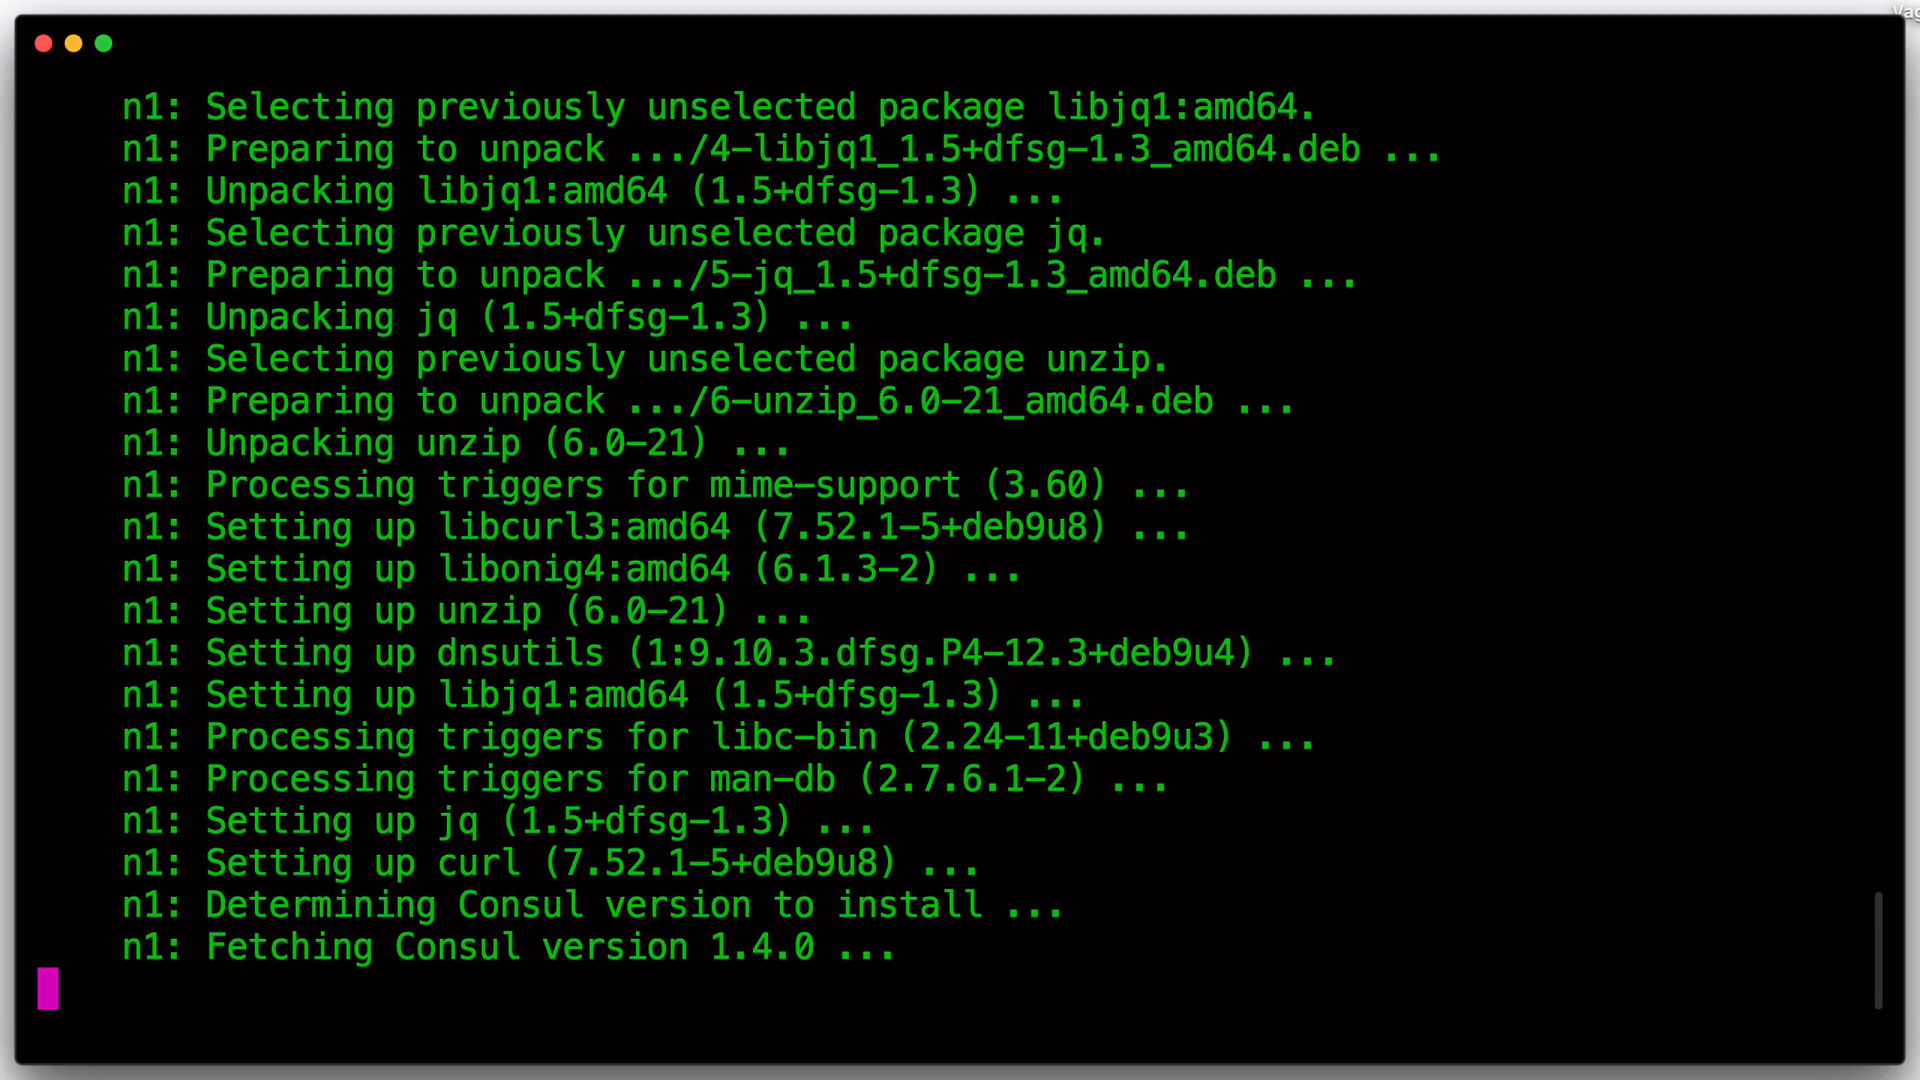 Vag
n1: Selecting previously unselected package libjq1:amd64.
n1: Preparing to unpack .../4-libjq1_1.5+dfsg-1.3_amd64.deb ...
n1: Unpacking libjq1:amd64 (1.5+dfsg-1.3) ...
n1: Selecting previously unselected package jq.
n1: Preparing to unpack .../5-jq_1.5+dfsg-1.3_amd64.deb ...
n1: Unpacking jq (1.5+dfsg-1.3) ...
n1: Selecting previously unselected package unzip.
n1: Preparing to unpack .../6-unzip_6.0-21_amd64.deb ...
n1: Unpacking unzip (6.0-21) ...
n1: Processing triggers for mime-support (3.60) ...
n1: Setting up libcurl3:amd64 (7.52.1-5+deb9u8) ...
n1: Setting up libonig4:amd64 (6.1.3-2) ...
n1: Setting up unzip (6.0-21) ...
n1: Setting up dnsutils (1:9.10.3.dfsg.P4-12.3+deb9u4) ...
n1: Setting up libjq1:amd64 (1.5+dfsg-1.3) ...
n1: Processing triggers for libc-bin (2.24-11+deb9u3) ...
n1: Processing triggers for man-db (2.7.6.1-2) ...
n1: Setting up jq (1.5+dfsg-1.3) ...
n1: Setting up curl (7.52.1-5+deb9u8) ...
n1: Determining Consul version to install ...
n1: Fetching Consul version 1.4.0 ...